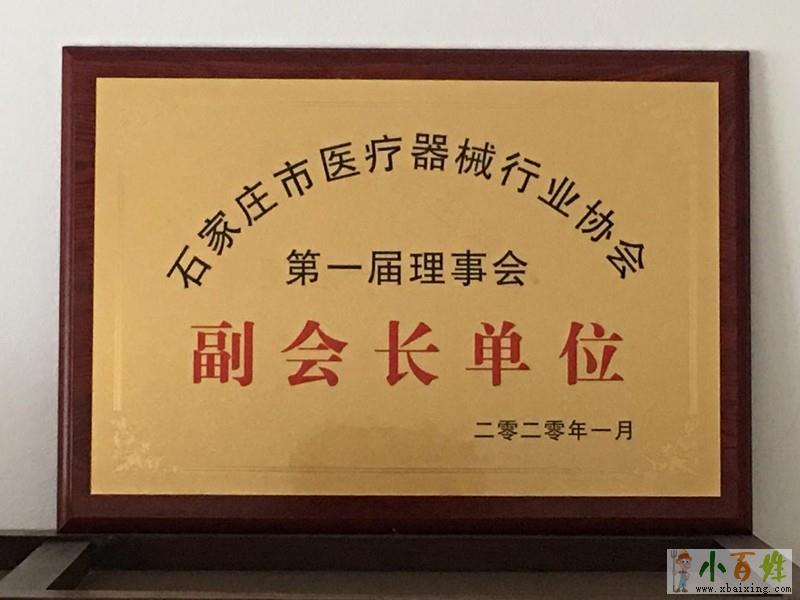 石家庄市医疗器械行业协会
第一届理事会
副会长单位
二零二零年一月
小百姓
www.xbaixing.com